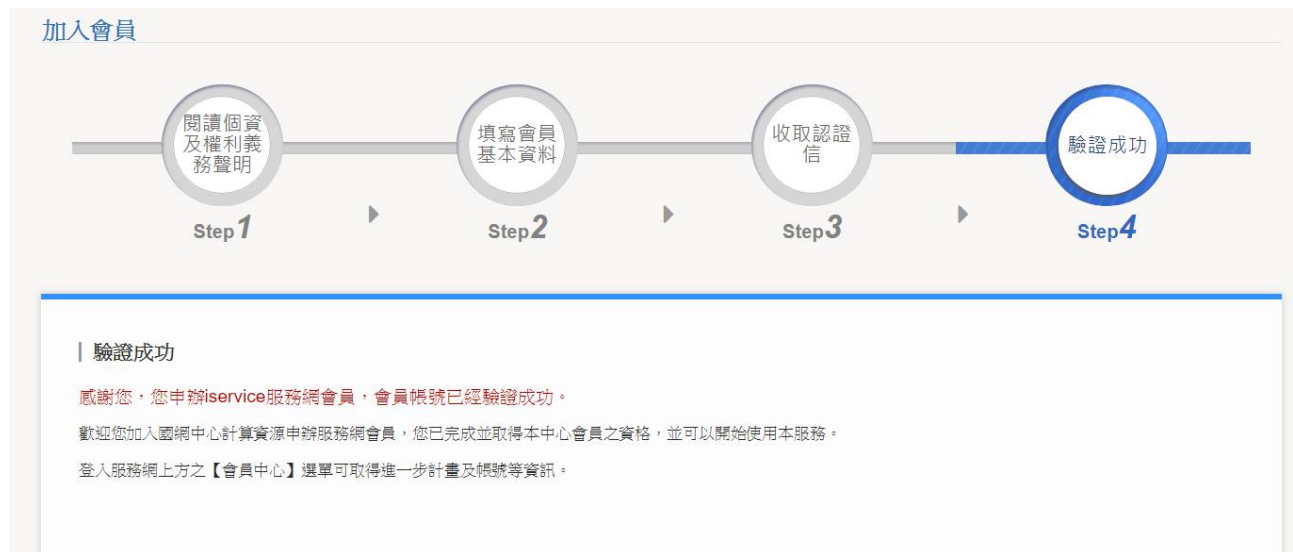 加入會員
閱讀個資
及權利義
務聲明
Step1
填寫會員
基本資料
Step2
收取認證
信
Step3
驗證成功
Step4
驗證成功
感謝您，您申辦iservice服務網會員，會員帳號已經驗證成功。
歡迎您加入國網中心計算資源申辦服務網會員，您已完成並取得本中心會員之資格，並可以開始使用本服務。
登入服務網上方之【會員中心】選單可取得進一步計畫及帳號等資訊。